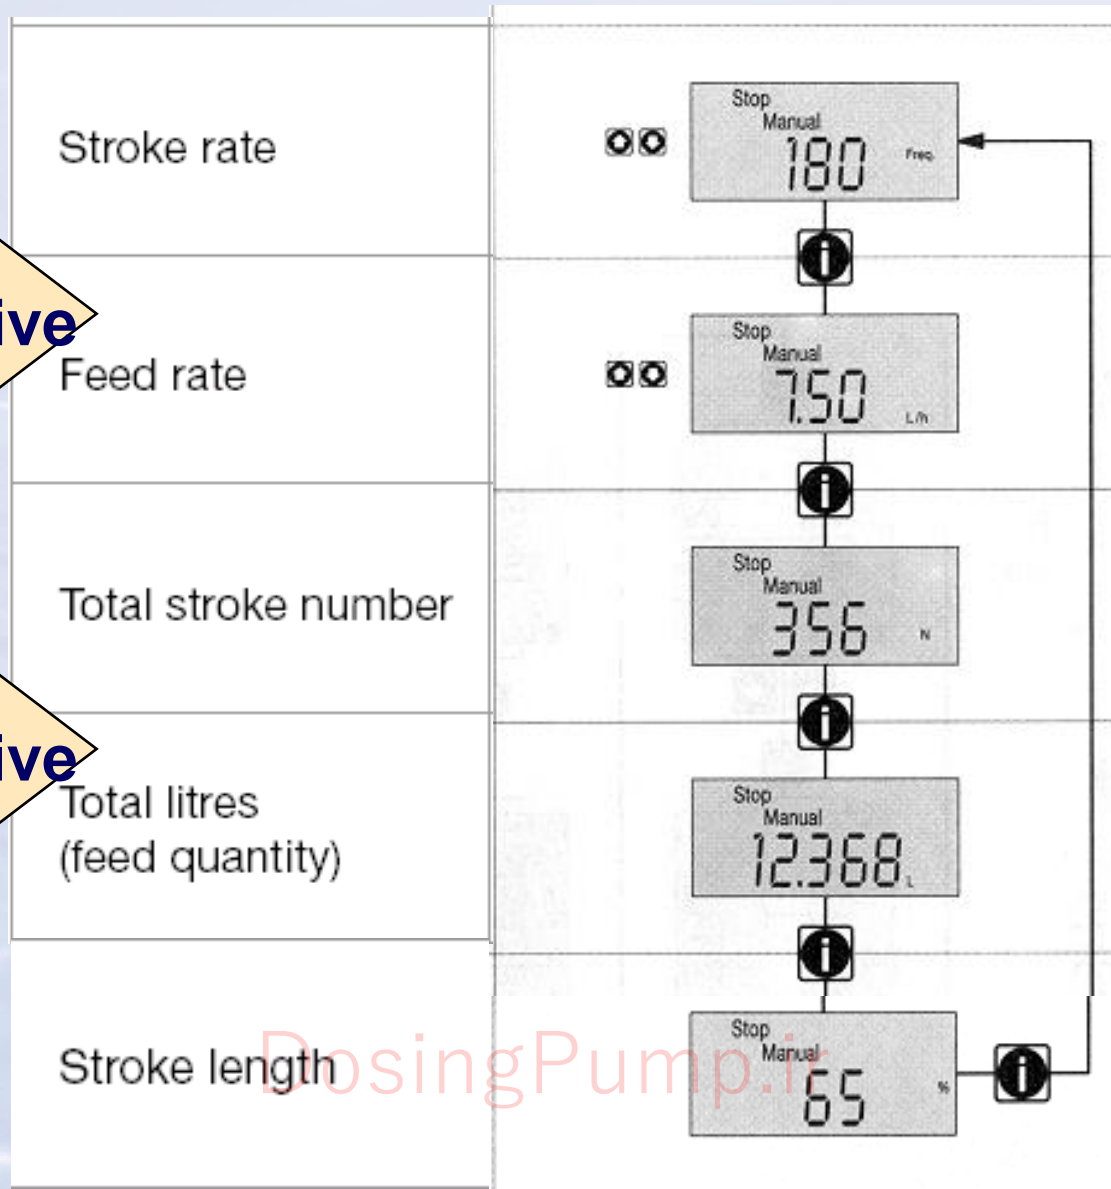 Stroke rate
Stop
Manual
180 Freq.
i
ive
Feed rate
Stop
Manual
7.50 L/h
i
Total stroke number
Stop
Manual
356 N
i
ive
Total litres
(feed quantity)
Stop
Manual
12.368 L
i
Stroke length
Stop
Manual
65 %
i
DosingPump.ir